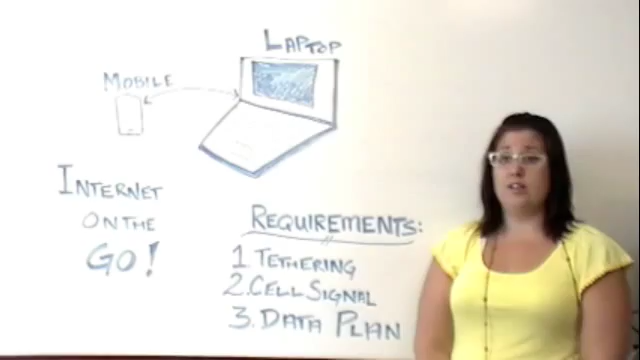 LAPTOP
MOBILE
INTERNET
ON THE
GO!
REQUIREMENTS:
1. TETHERING
2. CELL SIGNAL
3. DATA PLAN